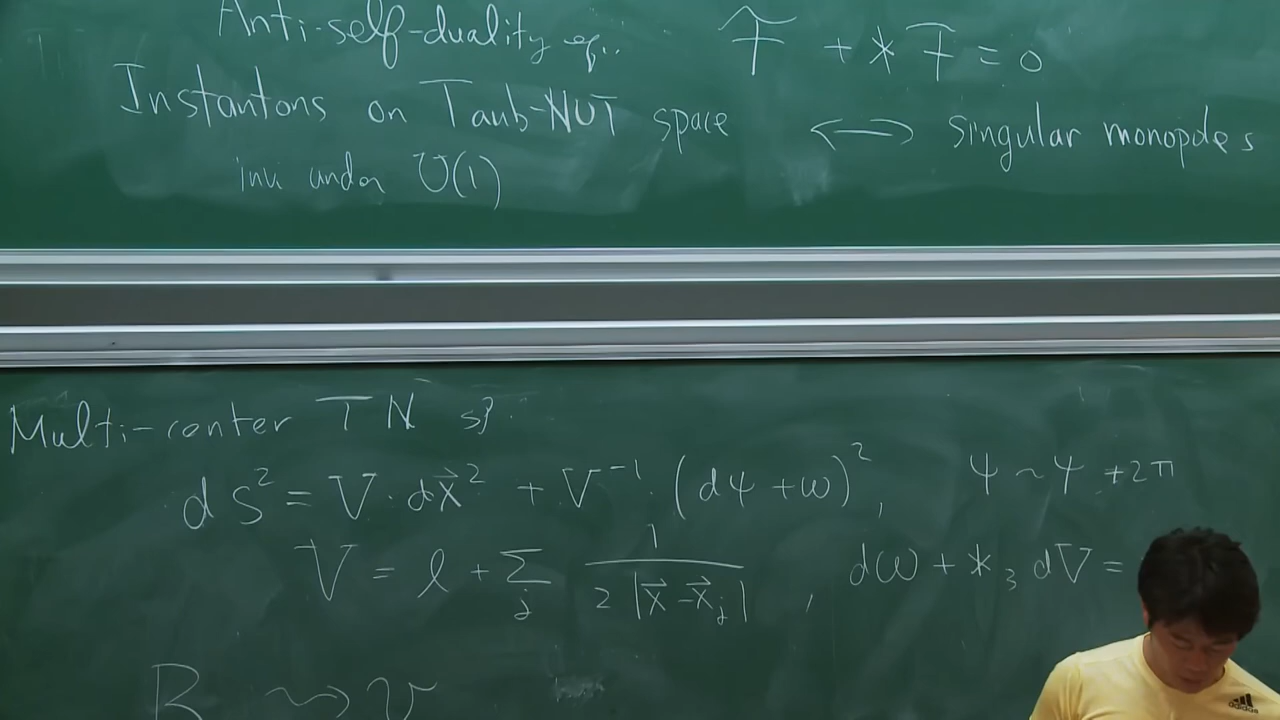 Anti-self-duality eq.
F̂ + * F̂ = 0
Instantons on Taub-NUT space ⟷ Singular monopoles
inv under U(1)
Multi-center TN sp.
ds² = V · dx⃗² + V⁻¹ (dψ + ω)², ψ ~ ψ + 2π
V = l + Σ_j 1 / (2 |x⃗ - x⃗_j|) , dω + *₃ dV =
B ⇝ v
adidas